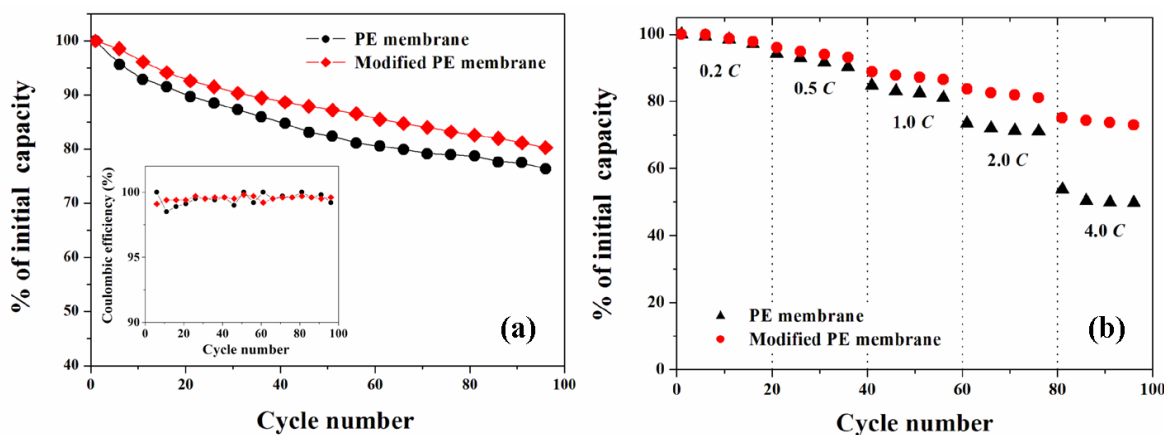 % of initial capacity
100
90
80
70
80
60
40
0
20
40
60
80
100
Cycle number
PE membrane
Modified PE membrane
Coulombic efficiency (%)
100
95
90
0
20
40
60
80
100
Cycle number
(a)
% of initial capacity
100
80
60
40
20
0
0
20
40
60
80
100
Cycle number
0.2 C
0.5 C
1.0 C
2.0 C
4.0 C
PE membrane
Modified PE membrane
(b)